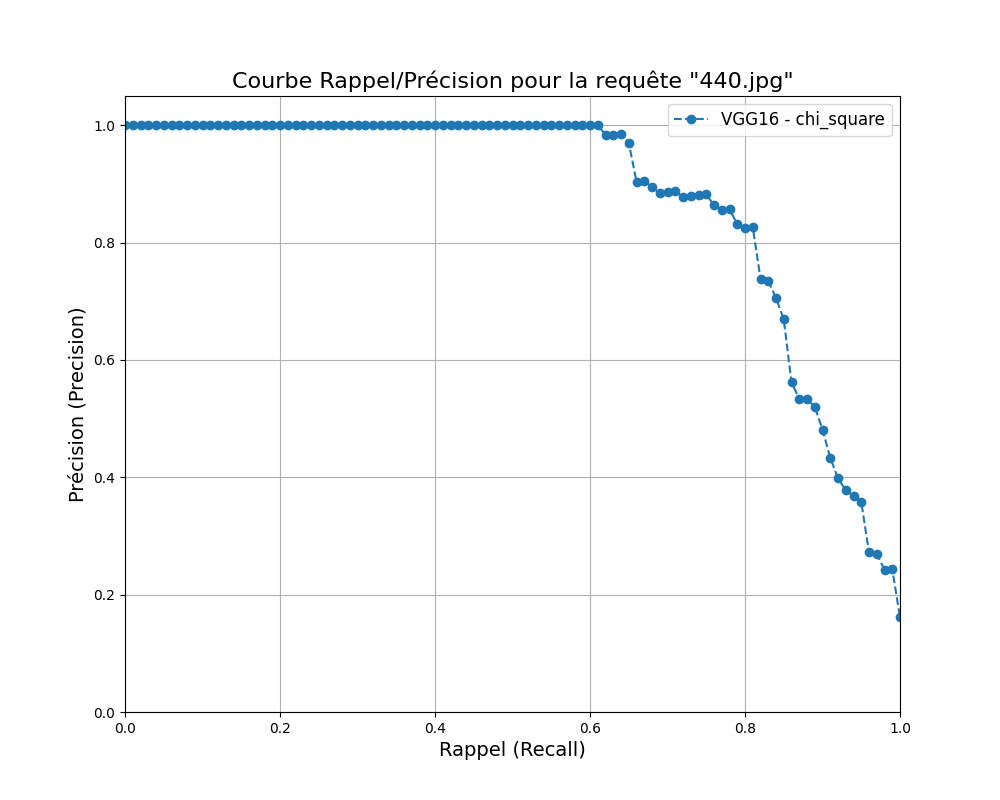 Courbe Rappel/Précision pour la requête "440.jpg"
VGG16 - chi_square
Précision (Precision)
1.0
0.8
0.6
0.4
0.2
0.0
0.0 0.2 0.4 0.6 0.8 1.0
Rappel (Recall)